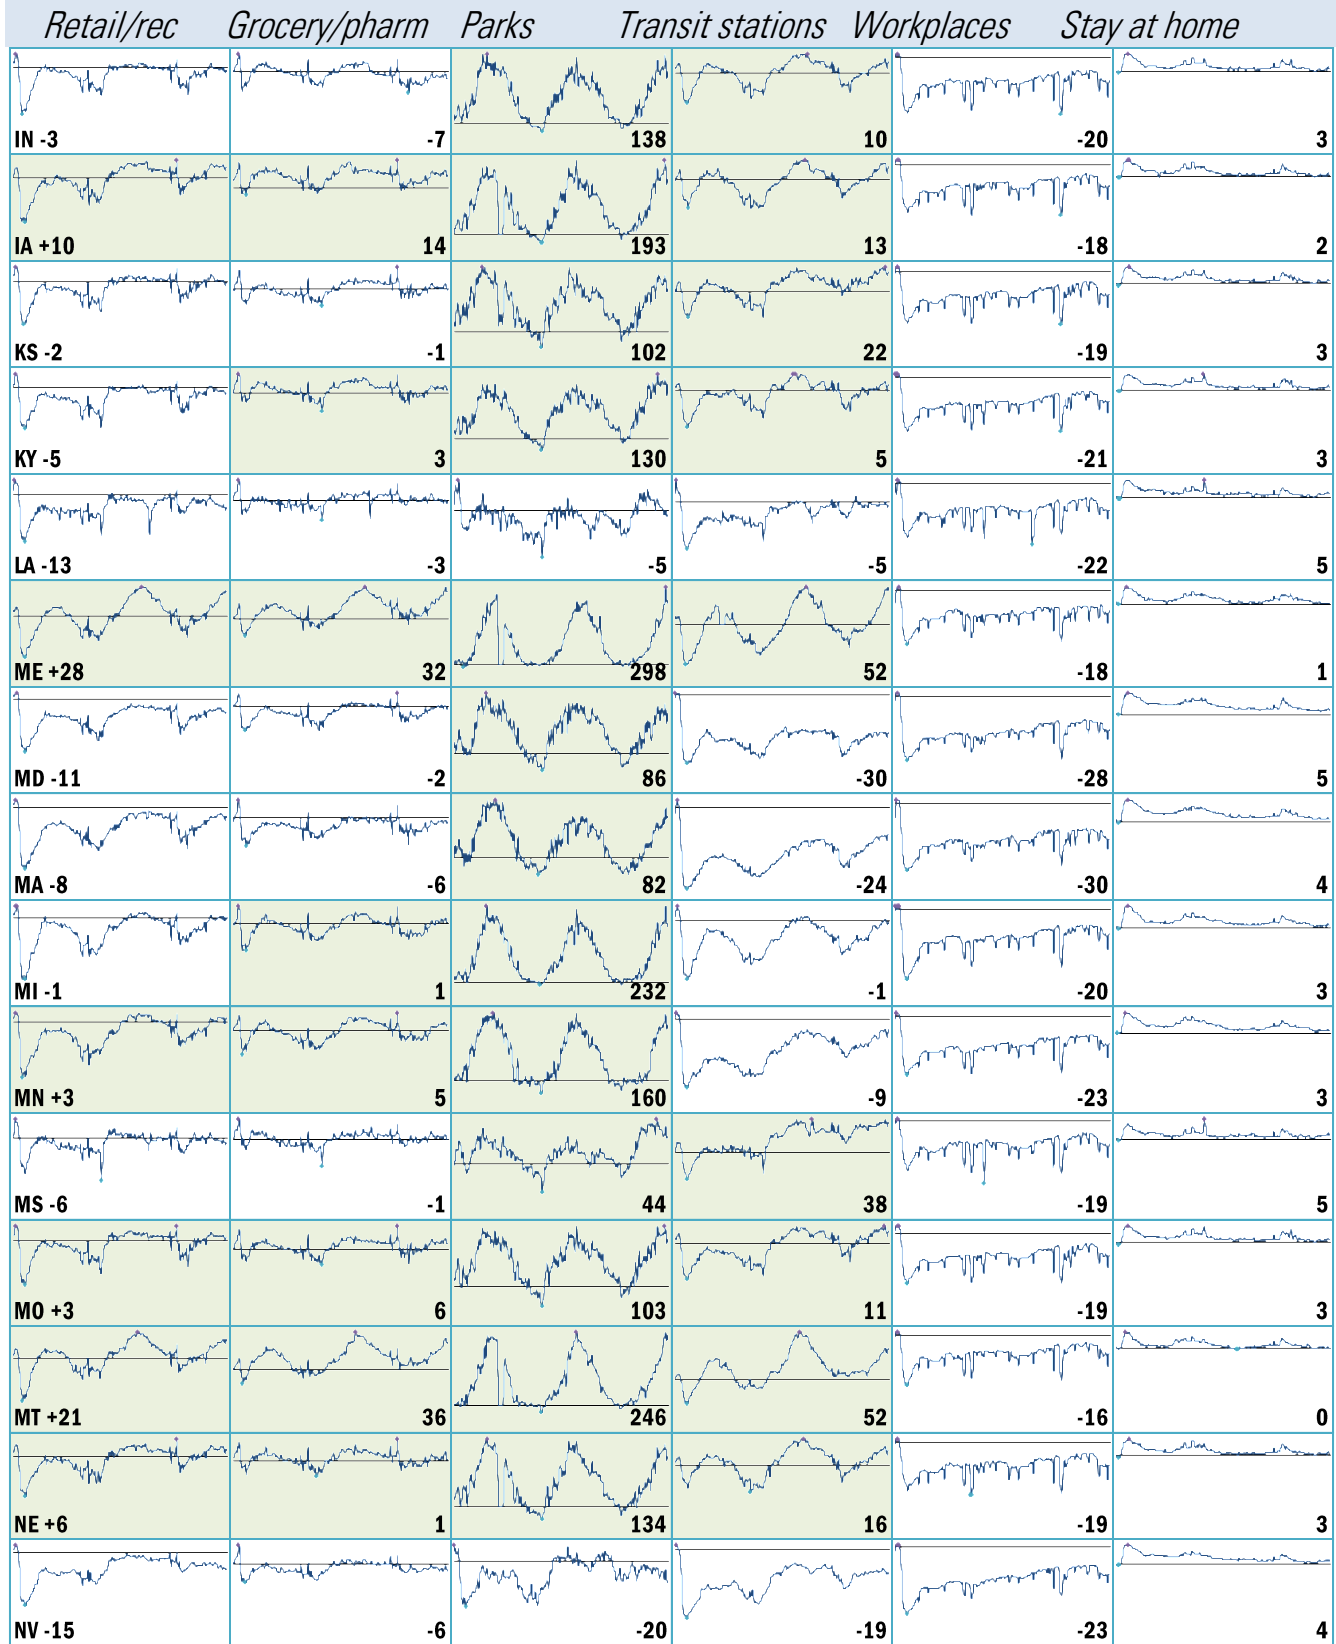 Retail/rec Grocery/pharm Parks Transit stations Workplaces Stay at home
IN -3 -7 138 10 -20 3
IA +10 14 193 13 -18 2
KS -2 -1 102 22 -19 3
KY -5 3 130 5 -21 3
LA -13 -3 -5 -5 -22 5
ME +28 32 298 52 -18 1
MD -11 -2 86 -30 -28 5
MA -8 -6 82 -24 -30 4
MI -1 1 232 -1 -20 3
MN +3 5 160 -9 -23 3
MS -6 -1 44 38 -19 5
MO +3 6 103 11 -19 3
MT +21 36 246 52 -16 0
NE +6 1 134 16 -19 3
NV -15 -6 -20 -19 -23 4